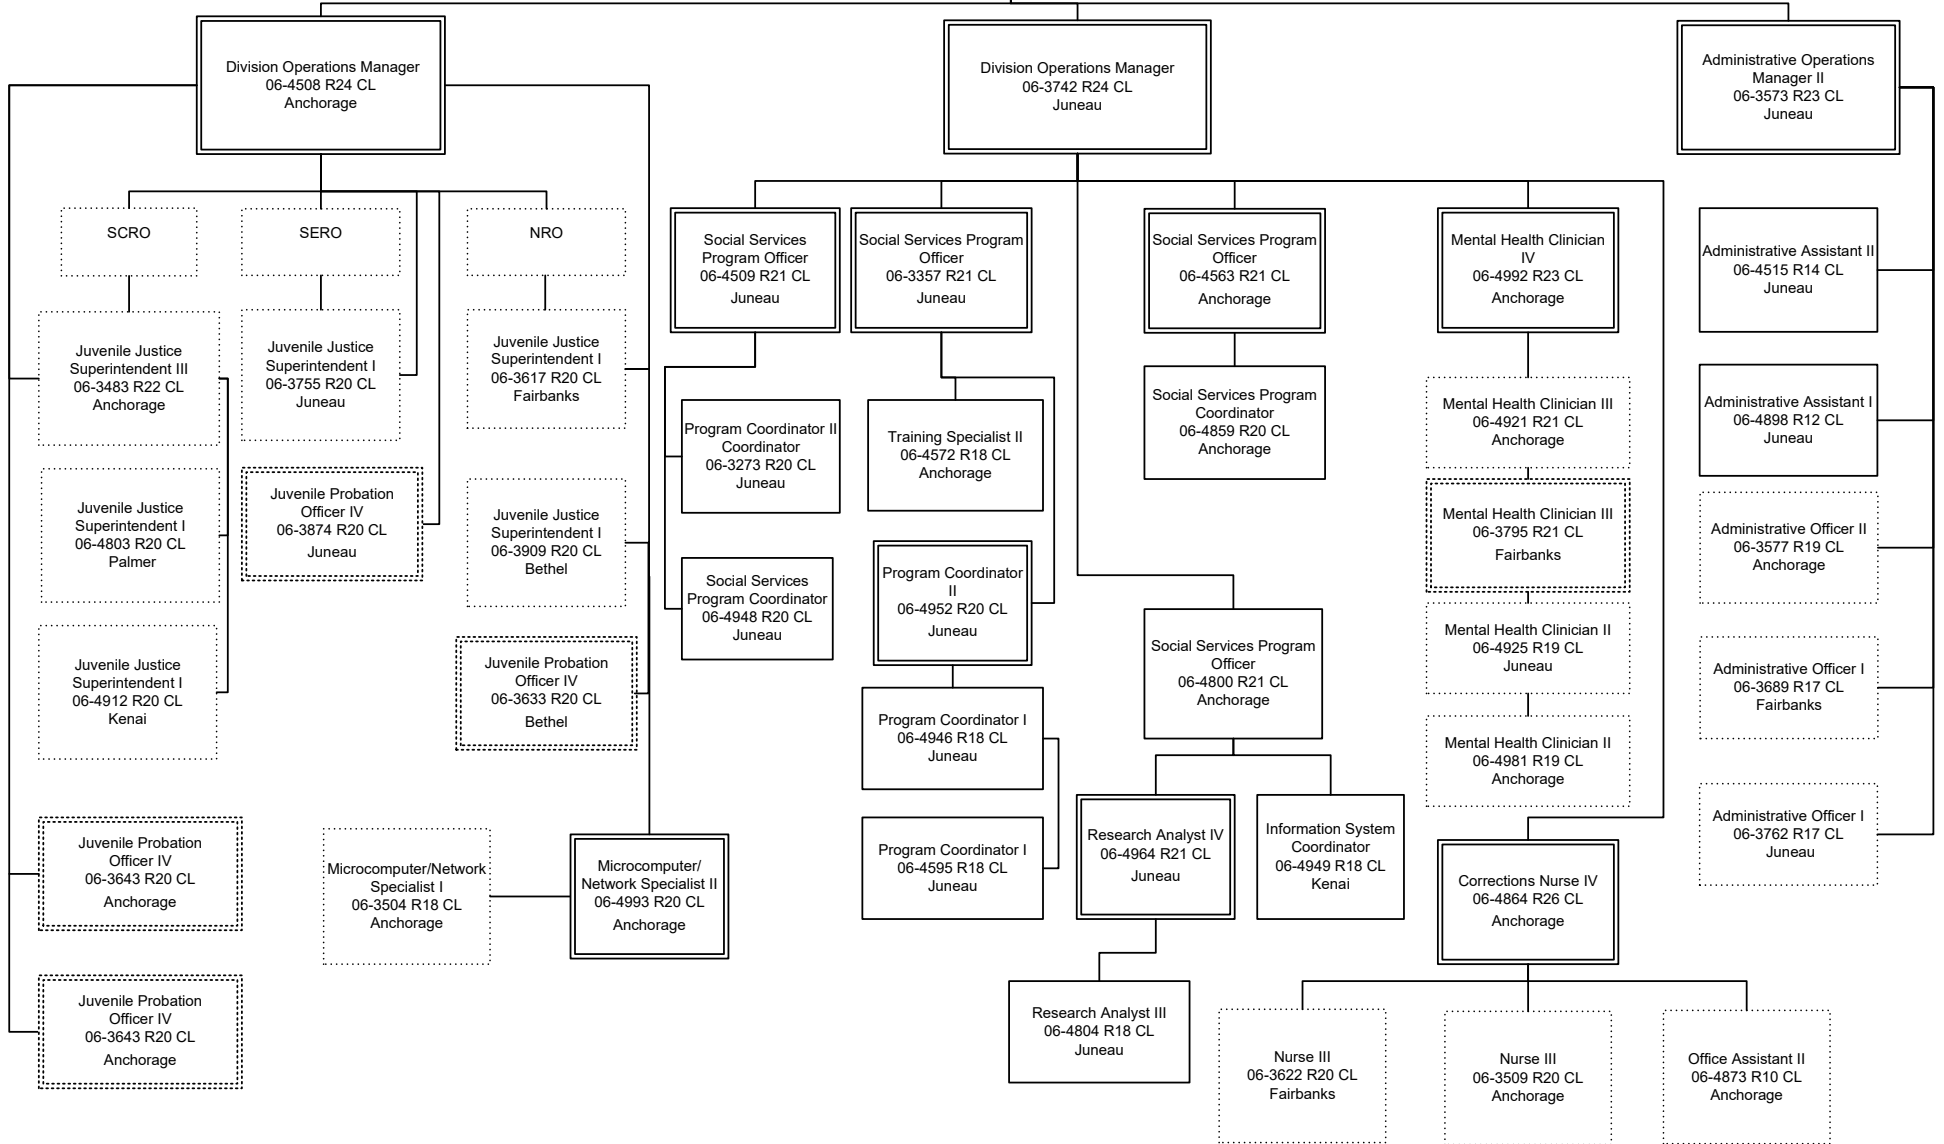 Division Operations Manager
06-4508 R24 CL
Anchorage
Division Operations Manager
06-3742 R24 CL
Juneau
Administrative Operations
Manager II
06-3573 R23 CL
Juneau
SCRO
SERO
NRO
Juvenile Justice
Superintendent III
06-3483 R22 CL
Anchorage
Juvenile Justice
Superintendent I
06-4803 R20 CL
Palmer
Juvenile Justice
Superintendent I
06-4912 R20 CL
Kenai
Juvenile Probation
Officer IV
06-3643 R20 CL
Anchorage
Juvenile Probation
Officer IV
06-3643 R20 CL
Anchorage
Juvenile Justice
Superintendent I
06-3755 R20 CL
Juneau
Juvenile Probation
Officer IV
06-3874 R20 CL
Juneau
Juvenile Justice
Superintendent I
06-3617 R20 CL
Fairbanks
Juvenile Justice
Superintendent I
06-3909 R20 CL
Bethel
Juvenile Probation
Officer IV
06-3633 R20 CL
Bethel
Microcomputer/Network
Specialist I
06-3504 R18 CL
Anchorage
Microcomputer/
Network Specialist II
06-4993 R20 CL
Anchorage
Social Services
Program Officer
06-4509 R21 CL
Juneau
Program Coordinator II
Coordinator
06-3273 R20 CL
Juneau
Social Services
Program Coordinator
06-4948 R20 CL
Juneau
Social Services Program
Officer
06-3357 R21 CL
Juneau
Training Specialist II
06-4572 R18 CL
Anchorage
Program Coordinator
II
06-4952 R20 CL
Juneau
Program Coordinator I
06-4946 R18 CL
Juneau
Program Coordinator I
06-4595 R18 CL
Juneau
Social Services Program
Officer
06-4563 R21 CL
Anchorage
Social Services Program
Coordinator
06-4859 R20 CL
Anchorage
Social Services Program
Officer
06-4800 R21 CL
Anchorage
Research Analyst IV
06-4964 R21 CL
Juneau
Information System
Coordinator
06-4949 R18 CL
Kenai
Research Analyst III
06-4804 R18 CL
Juneau
Mental Health Clinician
IV
06-4992 R23 CL
Anchorage
Mental Health Clinician III
06-4921 R21 CL
Anchorage
Mental Health Clinician III
06-3795 R21 CL
Fairbanks
Mental Health Clinician II
06-4925 R19 CL
Juneau
Mental Health Clinician II
06-4981 R19 CL
Anchorage
Corrections Nurse IV
06-4864 R26 CL
Anchorage
Nurse III
06-3622 R20 CL
Fairbanks
Nurse III
06-3509 R20 CL
Anchorage
Office Assistant II
06-4873 R10 CL
Anchorage
Administrative Assistant II
06-4515 R14 CL
Juneau
Administrative Assistant I
06-4898 R12 CL
Juneau
Administrative Officer II
06-3577 R19 CL
Anchorage
Administrative Officer I
06-3689 R17 CL
Fairbanks
Administrative Officer I
06-3762 R17 CL
Juneau